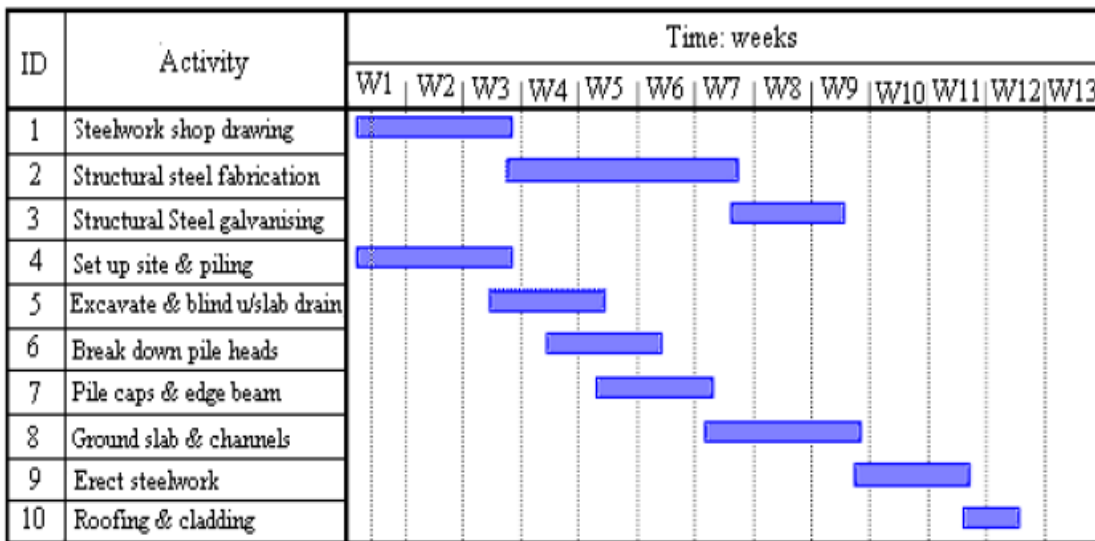 ID Activity Time: weeks
W1 W2 W3 W4 W5 W6 W7 W8 W9 W10 W11 W12 W13
1 Steelwork shop drawing
2 Structural steel fabrication
3 Structural Steel galvanising
4 Set up site & piling
5 Excavate & blind u/slab drain
6 Break down pile heads
7 Pile caps & edge beam
8 Ground slab & channels
9 Erect steelwork
10 Roofing & cladding